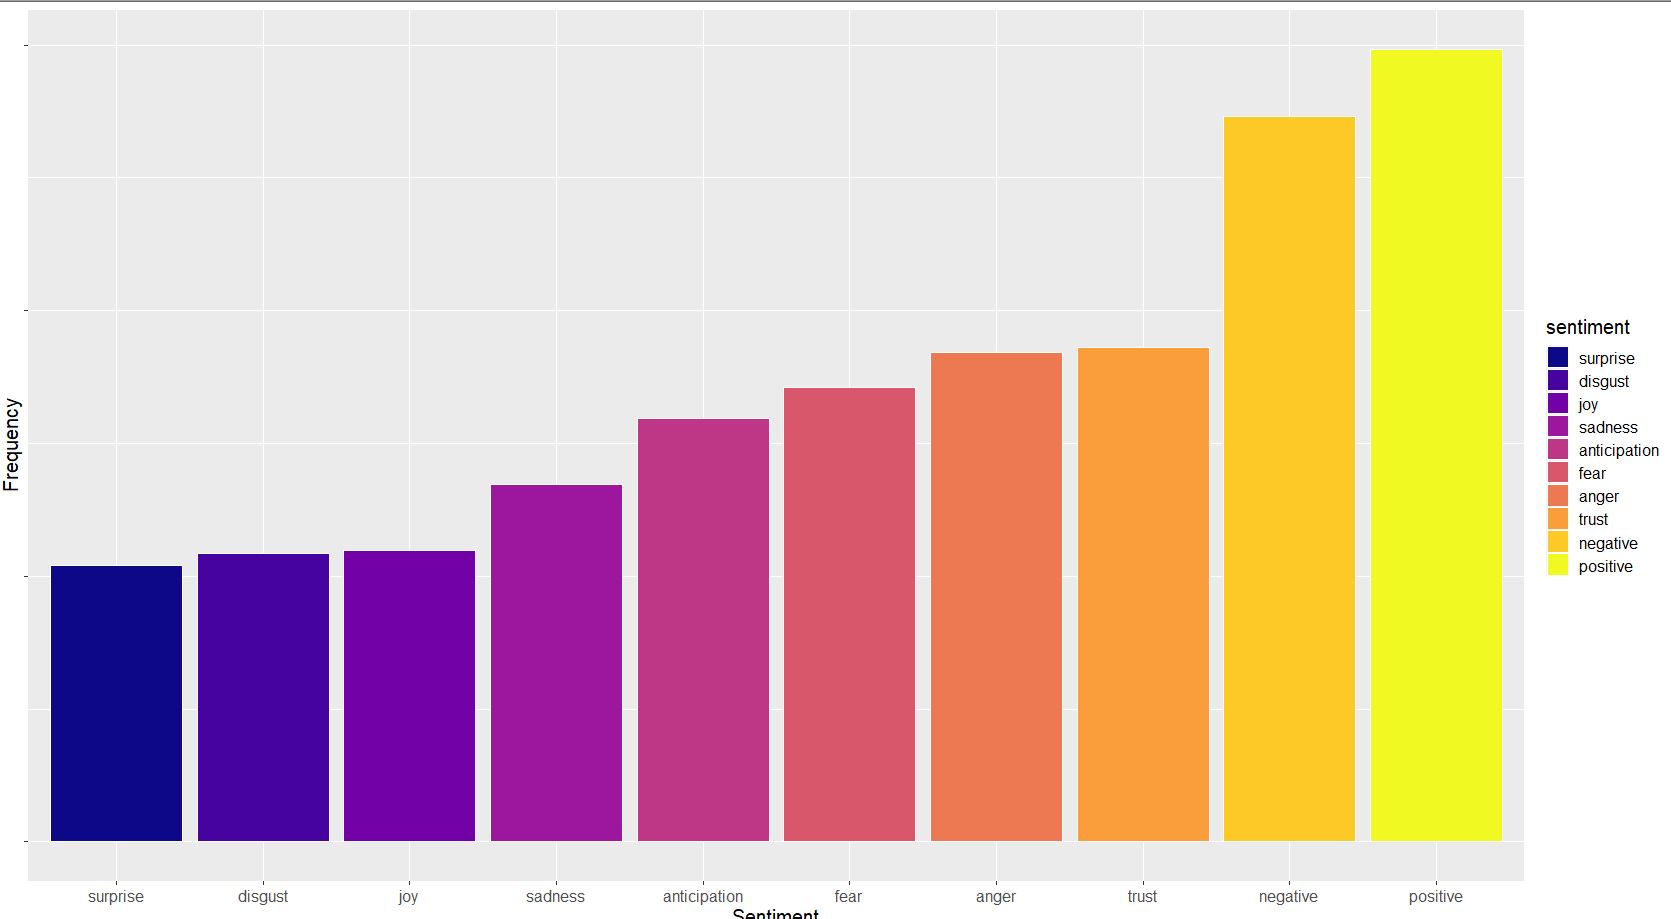 Frequency
surprise disgust joy sadness anticipation fear anger trust negative positive
Sentiment
sentiment
surprise
disgust
joy
sadness
anticipation
fear
anger
trust
negative
positive